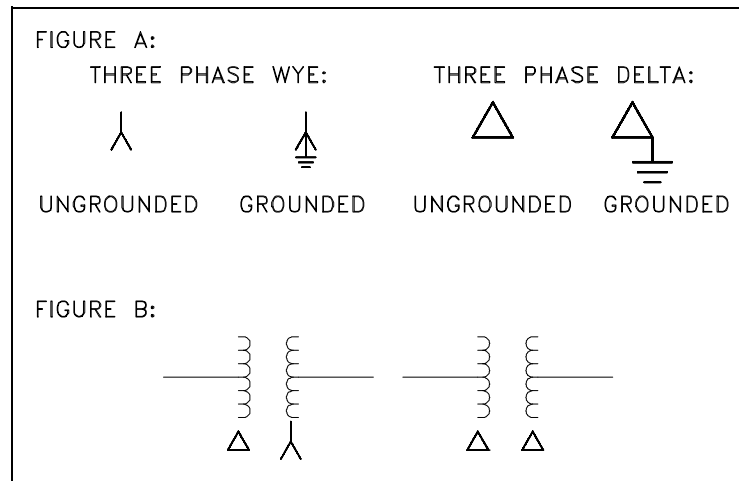 FIGURE A:
THREE PHASE WYE: THREE PHASE DELTA:
UNGROUNDED GROUNDED UNGROUNDED GROUNDED
FIGURE B: